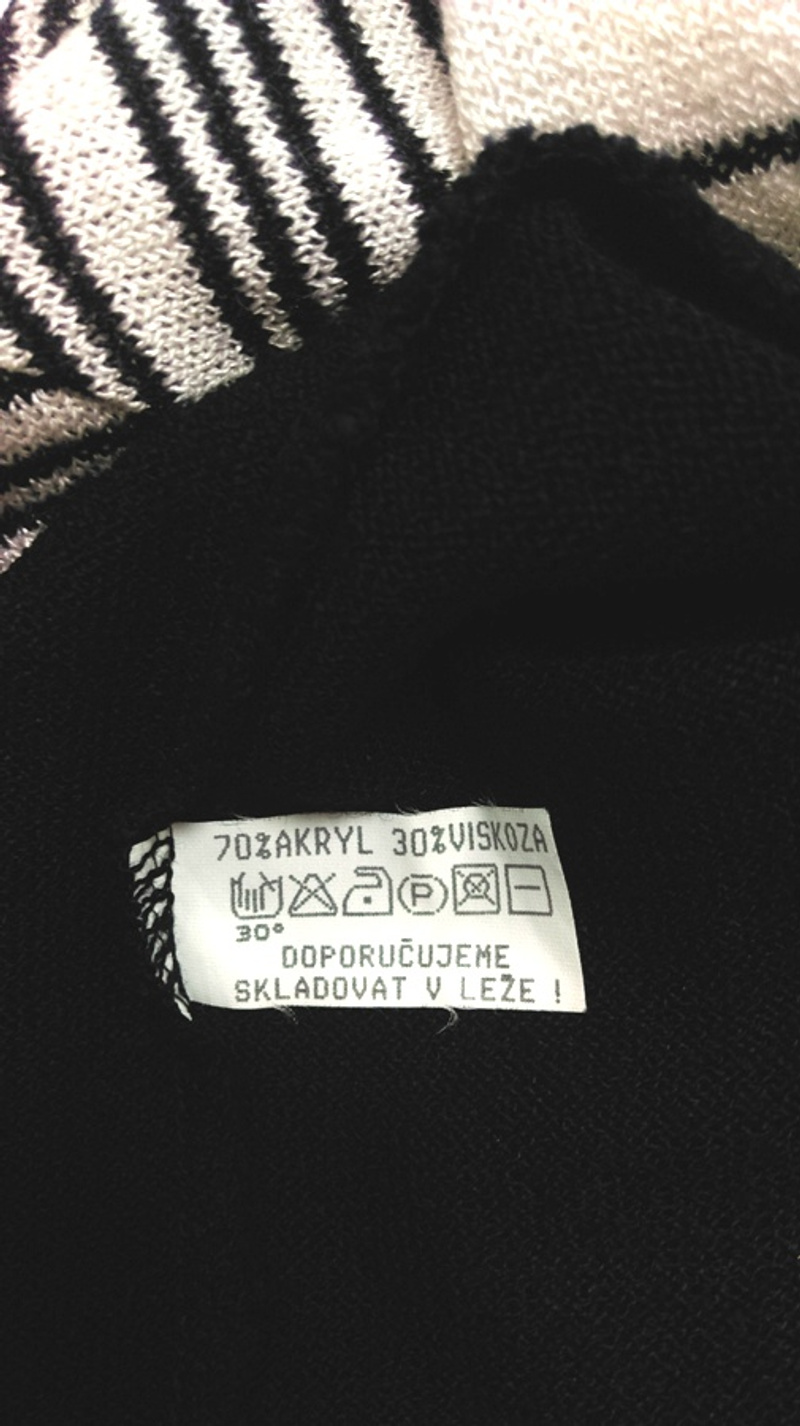 70%AKRYL 30%VISKOZA
P
30°
DOPORUČUJEME
SKLADOVAT V LEŽE !